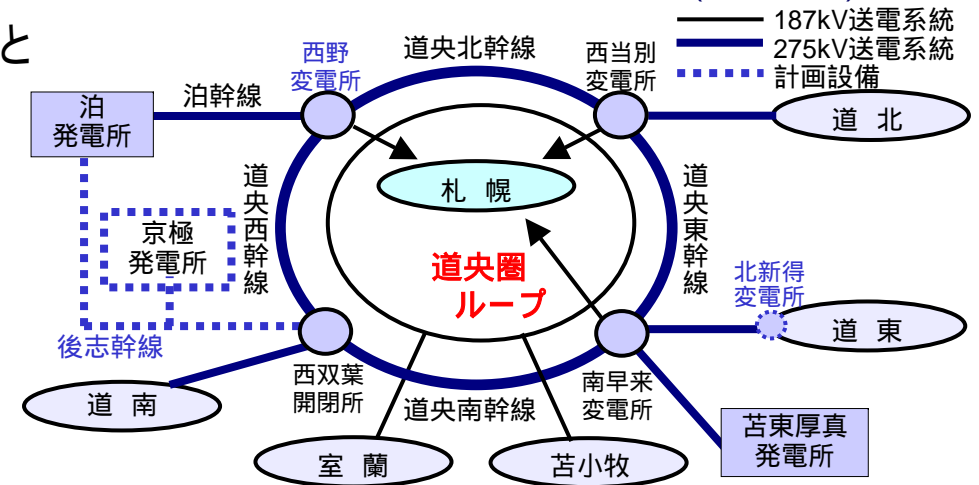 と
187kV送電系統
275kV送電系統
計画設備
西野
変電所
道央北幹線
西当別
変電所
泊
発電所
泊幹線
道北
札幌
道央西幹線
道央東幹線
京極
発電所
道央圏
ループ
北新得
変電所
道東
後志幹線
西双葉
開閉所
道央南幹線
南早来
変電所
道南
室蘭
苫小牧
苫東厚真
発電所